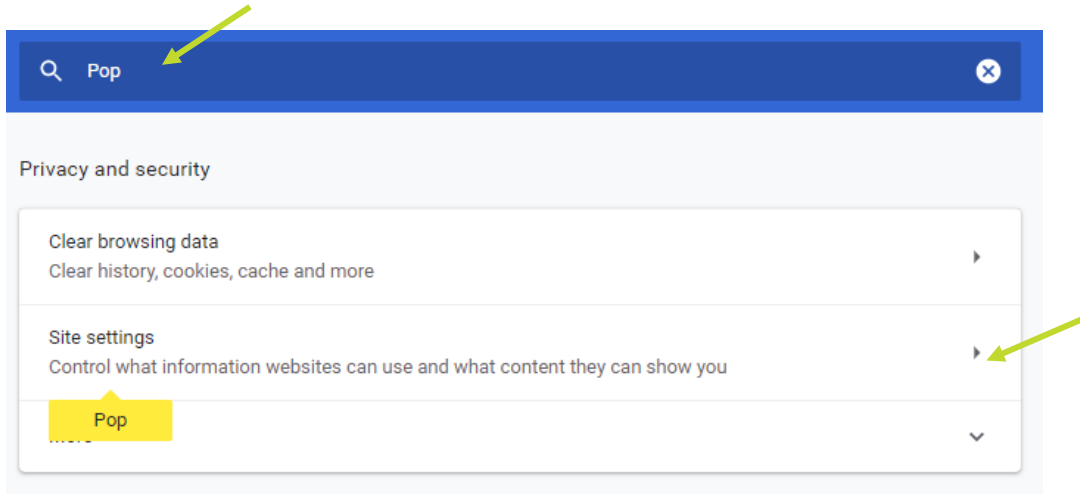 Pop
Privacy and security
Clear browsing data
Clear history, cookies, cache and more
Site settings
Control what information websites can use and what content they can show you
Pop